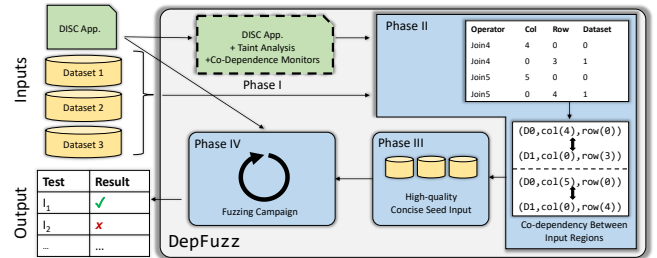 Inputs
DISC App.
Dataset 1
Dataset 2
Dataset 3
DISC App.
+ Taint Analysis
+Co-Dependence Monitors
Phase I
Phase II
Operator Col Row Dataset
Join4 4 0 0
Join4 0 3 1
Join5 5 0 0
Join5 0 4 1
(D0,col(4),row(0))
(D1,col(0),row(3))
(D0,col(5),row(0))
(D1,col(0),row(4))
Co-dependency Between
Input Regions
Phase III
High-quality
Concise Seed Input
Phase IV
Fuzzing Campaign
DepFuzz
Output
Test Result
I1 ✓
I2 x
... ...